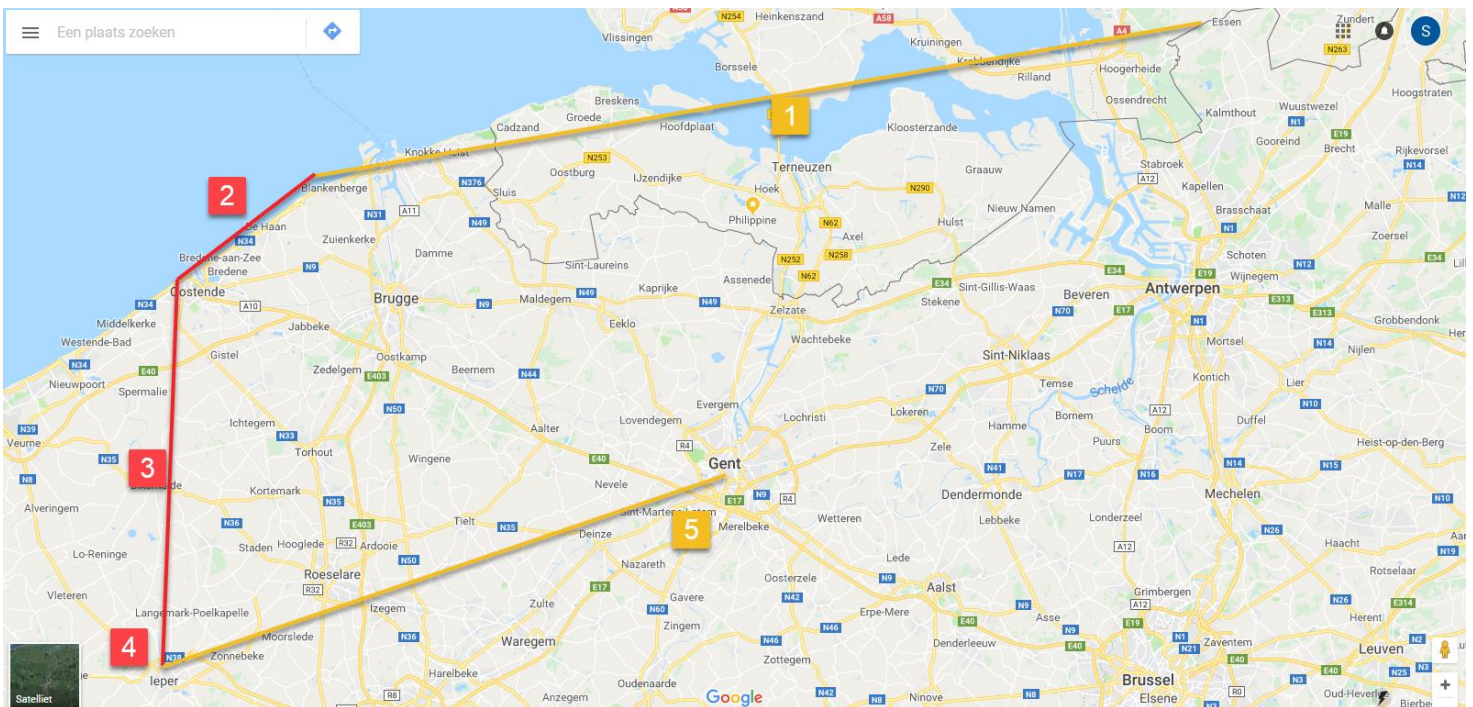 Een plaats zoeken
N254
Heinkenszand
A58
Vlissingen
Kruiningen
A4
Essen
Zundert
N263
S
Borssele
Krabbendijke
Rilland
Hoogerheide
Hoogstraten
Breskens
Groede
1
Ossendrecht
Kalmthout
Wuustwezel
N1
Cadzand
Hoofdplaat
Kloosterzande
E19
Gooreind
Brecht
Rijkevorsel
N14
Knokke-Heist
N253
Oostburg
IJzendijke
Terneuzen
Graauw
Stabroek
A12
Kapellen
2
Blankenberge
N376
Sluis
Hoek
N290
N31
A11
N49
Philippine
N62
Hulst
Nieuw Namen
Brasschaat
Malle
N12
N1
De Haan
N34
Zuienkerke
Axel
Zoersel
Damme
N252
N258
Schoten
Bredene-aan-Zee
Bredene
N9
Sint-Laureins
Assenede
N62
E34
E19
Wijnegem
N12
E34
Oostende
Kaprijke
N49
N49
E34
Sint-Gillis-Waas
Beveren
Antwerpen
E313
N34
A10
Brugge
N9
Maldegem
Zelzate
Stekene
N70
E17
E313
Middelkerke
Jabbeke
Eeklo
Wachtebeke
N1
Grobbendonk
Westende-Bad
Gistel
Oostkamp
Sint-Niklaas
Mortsel
N14
Nijlen
N34
E40
Zedelgem
E403
Beernem
N44
Kontich
Nieuwpoort
Spermalie
N70
Temse
Schelde
Lier
N50
Evergem
Lochristi
Lokeren
Bornem
A12
N10
Ichtegem
Lovendegem
Hamme
Boom
Duffel
N39
Veurne
N33
Torhout
Aalter
R4
Zele
Puurs
Heist-op-den-Berg
N35
3
Wingene
E40
Gent
N41
N17
N16
N14
N15
N8
Kortemark
Nevele
E17
N9
R4
Dendermonde
Mechelen
N10
Alveringem
N35
Sint-Martens-Latem
N36
E403
Tielt
N35
Deinze
5
Merelbeke
Wetteren
Lebbeke
Londerzeel
N26
Staden
Hooglede
R32
Ardooie
A12
Haacht
Lo-Reninge
N50
Nazareth
Lede
N19
Roeselare
Oosterzele
N9
Aalst
Rotselaar
Vleteren
R32
E17
Gavere
N42
Grimbergen
N26
E314
Langemark-Poelkapelle
Izegem
Zulte
N60
Erpe-Mere
N9
A12
Herent
Zingem
N46
E40
Asse
E19
N2
4
Moorslede
N36
Waregem
N46
Denderleeuw
N9
N1
N21
Zaventem
Leuven
N38
Zonnebeke
Zottegem
E40
E40
Ieper
Harelbeke
Oudenaarde
Brussel
N3
E40
N25
N3
Satelliet
R8
Anzegem
Google
N42
N8
Ninove
N8
Elsene
R0
Oud-Heverlee
N3